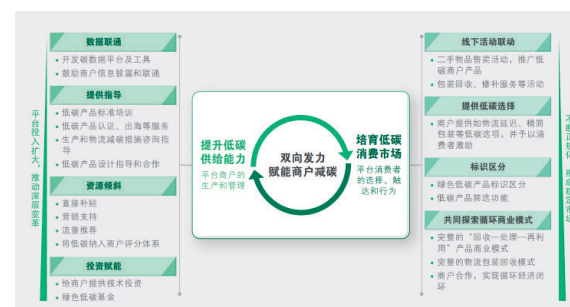 平台投入扩大，推动深层变革
数据联通
• 开发碳数据平台及工具
• 鼓励商户信息披露和联通
提供指导
• 低碳产品标准培训
• 低碳产品认证、出海等服务
• 生产和物流减碳措施咨询指
导
• 低碳产品设计指导和合作
资源倾斜
• 直接补贴
• 营销支持
• 流量推荐
• 将低碳纳入商户评分体系
投资赋能
• 给商户提供技术投资
• 绿色低碳基金
提升低碳
供给能力
平台商户的
生产和管理
双向发力
赋能商户减碳
培育低碳
消费市场
平台消费者
的选择、触
达和行为
线下活动联动
• 二手物品售卖活动，推广低
碳商户产品
• 包装回收、修补服务等活动
提供低碳选择
• 商户提供如物流延迟、精简
包装等低碳选项，并予以消
费者激励
标识区分
• 绿色低碳产品标识区分
• 低碳产品筛选功能
共同探索循环商业模式
• 完整的“回收—处理—再利
用”产品商业模式
• 完整的物流包装回收模式
• 商户合作，实现循环经济闭
环